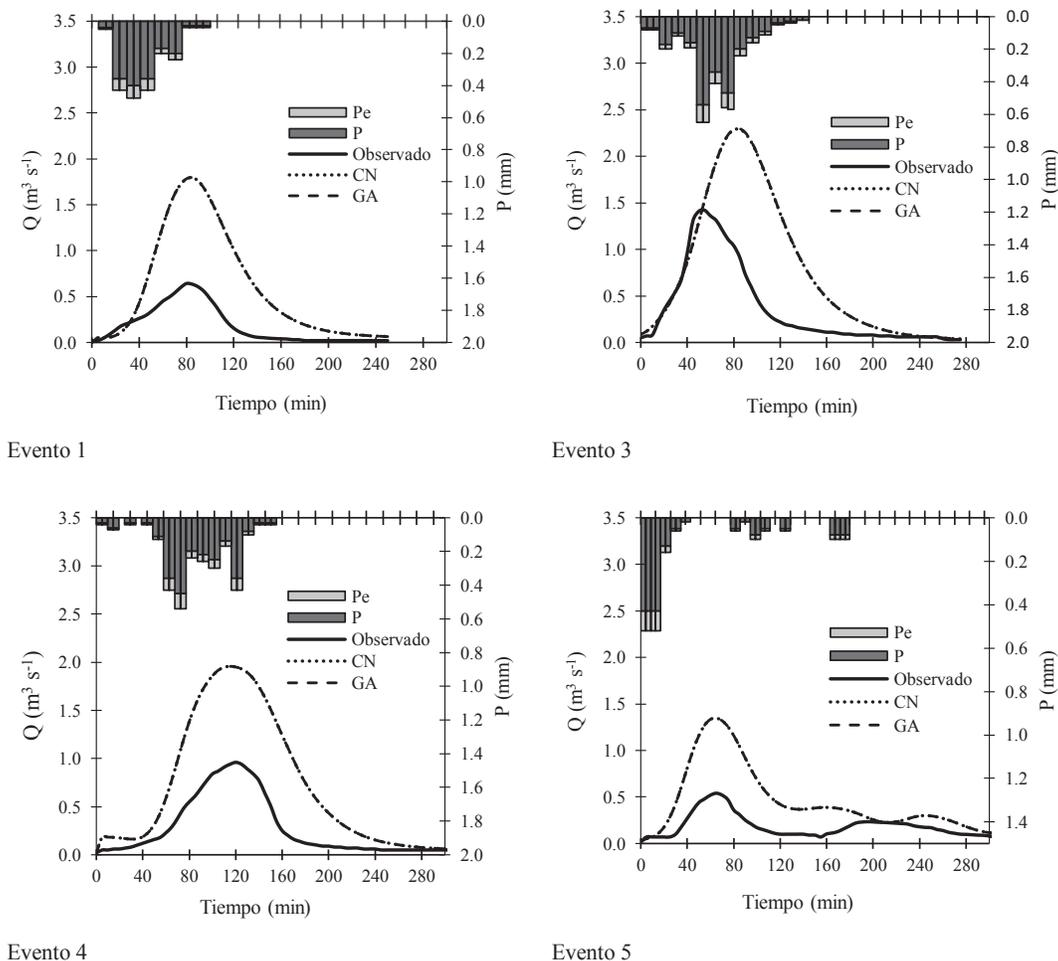 3.5
3.0
2.5
2.0
1.5
1.0
0.5
0.0
Q (m³ s⁻¹)
0 40 80 120 160 200 240 280
Tiempo (min)
0.0
0.2
0.4
0.6
0.8
1.0
1.2
1.4
1.6
1.8
2.0
P (mm)
Pe
P
Observado
CN
GA
Evento 1
3.5
3.0
2.5
2.0
1.5
1.0
0.5
0.0
Q (m³ s⁻¹)
0 40 80 120 160 200 240 280
Tiempo (min)
0.0
0.2
0.4
0.6
0.8
1.0
1.2
1.4
1.6
1.8
2.0
P (mm)
Pe
P
Observado
CN
GA
Evento 3
3.5
3.0
2.5
2.0
1.5
1.0
0.5
0.0
Q (m³ s⁻¹)
0 40 80 120 160 200 240 280
Tiempo (min)
0.0
0.2
0.4
0.6
0.8
1.0
1.2
1.4
1.6
1.8
2.0
P (mm)
Pe
P
Observado
CN
GA
Evento 4
3.5
3.0
2.5
2.0
1.5
1.0
0.5
0.0
Q (m³ s⁻¹)
0 40 80 120 160 200 240 280
Tiempo (min)
0.0
0.2
0.4
0.6
0.8
1.0
1.2
1.4
P (mm)
Pe
P
Observado
CN
GA
Evento 5